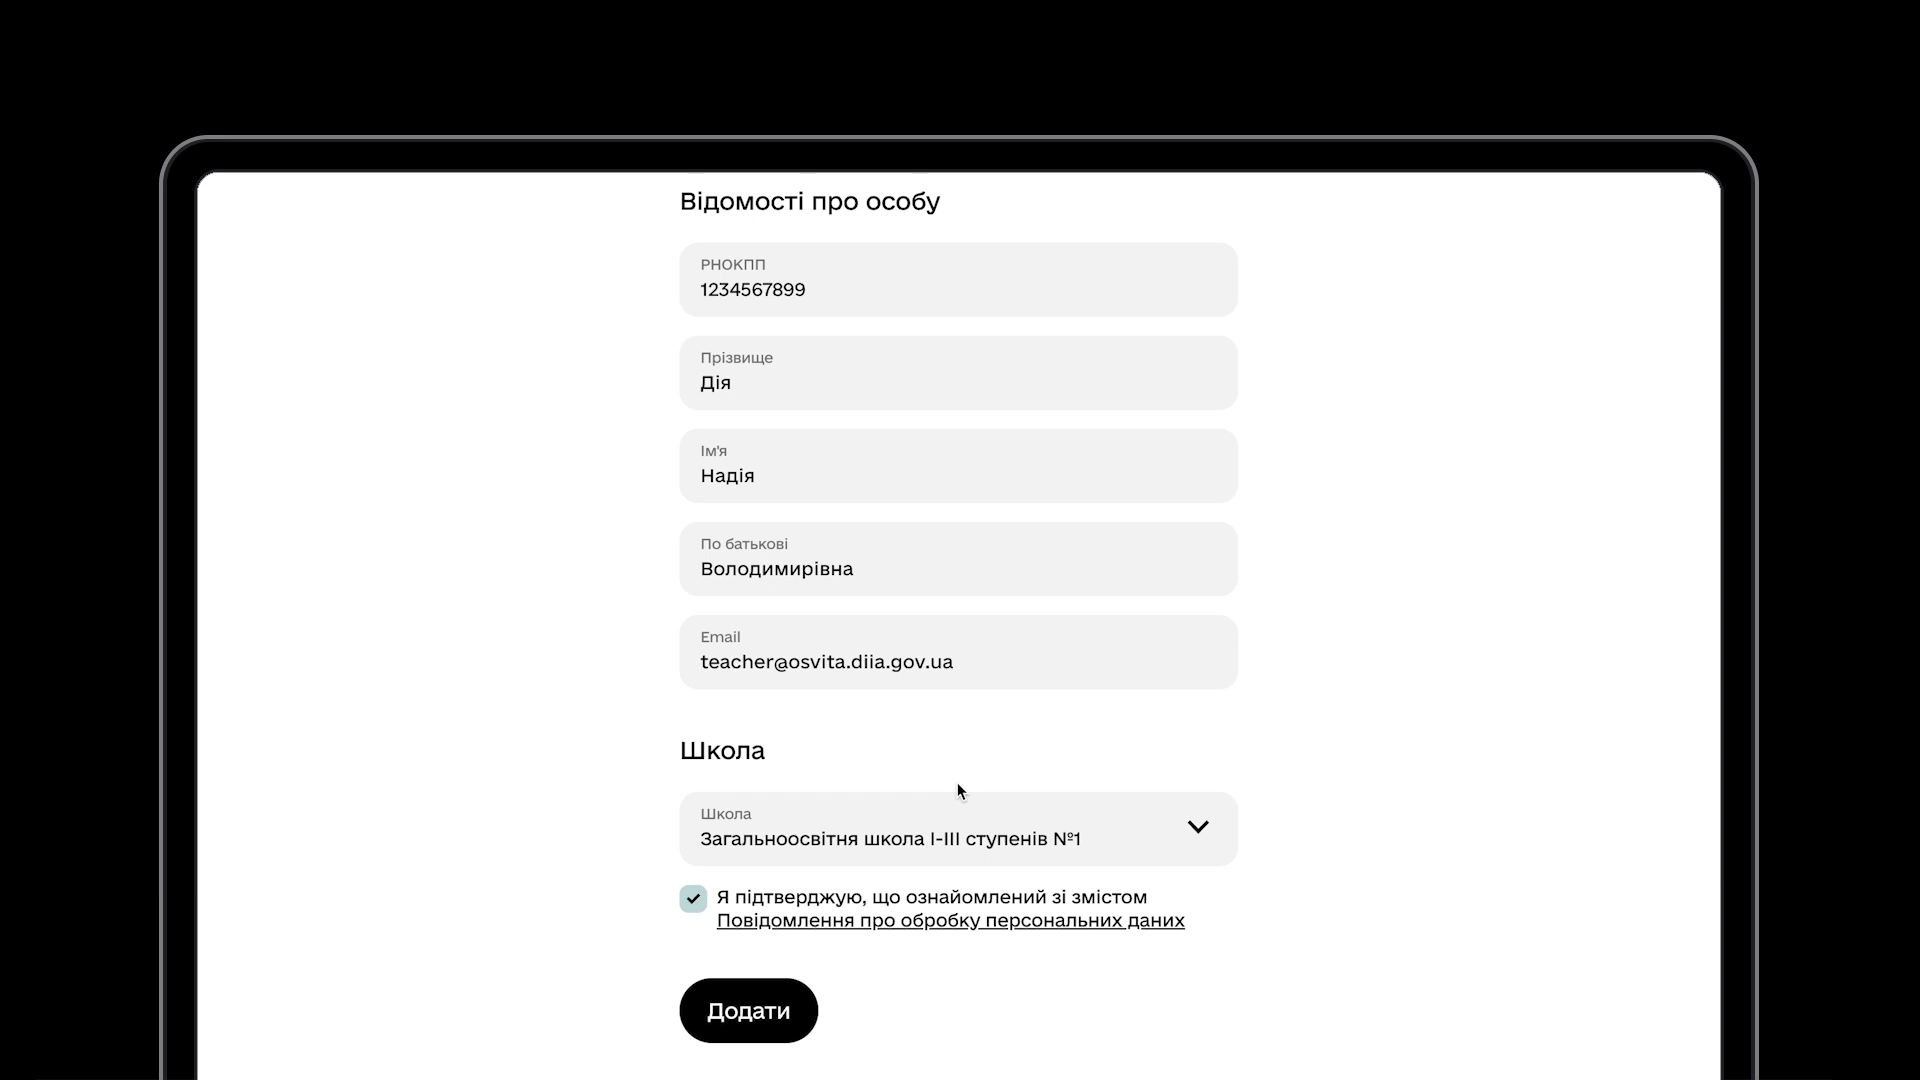 Відомості про особу
РНОКПП
1234567899
Прізвище
Дія
Ім'я
Надія
По батькові
Володимирівна
Email
teacher@osvita.diia.gov.ua
Школа
Школа
Загальноосвітня школа І-ІІІ ступенів №1
Я підтверджую, що ознайомлений зі змістом
Повідомлення про обробку персональних даних
Додати